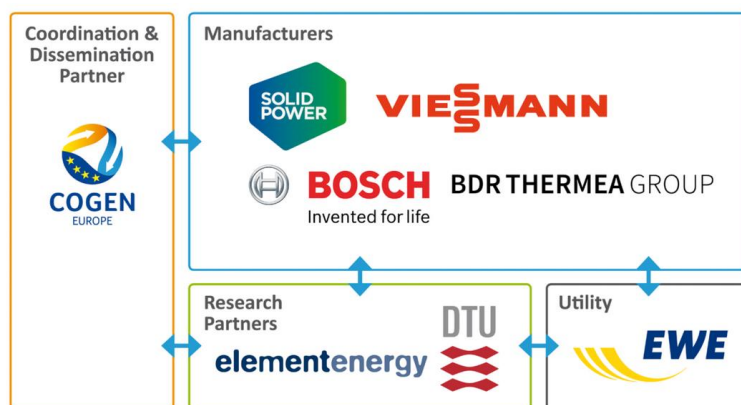 Coordination &
Dissemination
Partner
COGEN
EUROPE
Manufacturers
SOLID
POWER
VIESSMANN
BOSCH
Invented for life
BDR THERMEA GROUP
Research
Partners
elementenergy
DTU
Utility
EWE